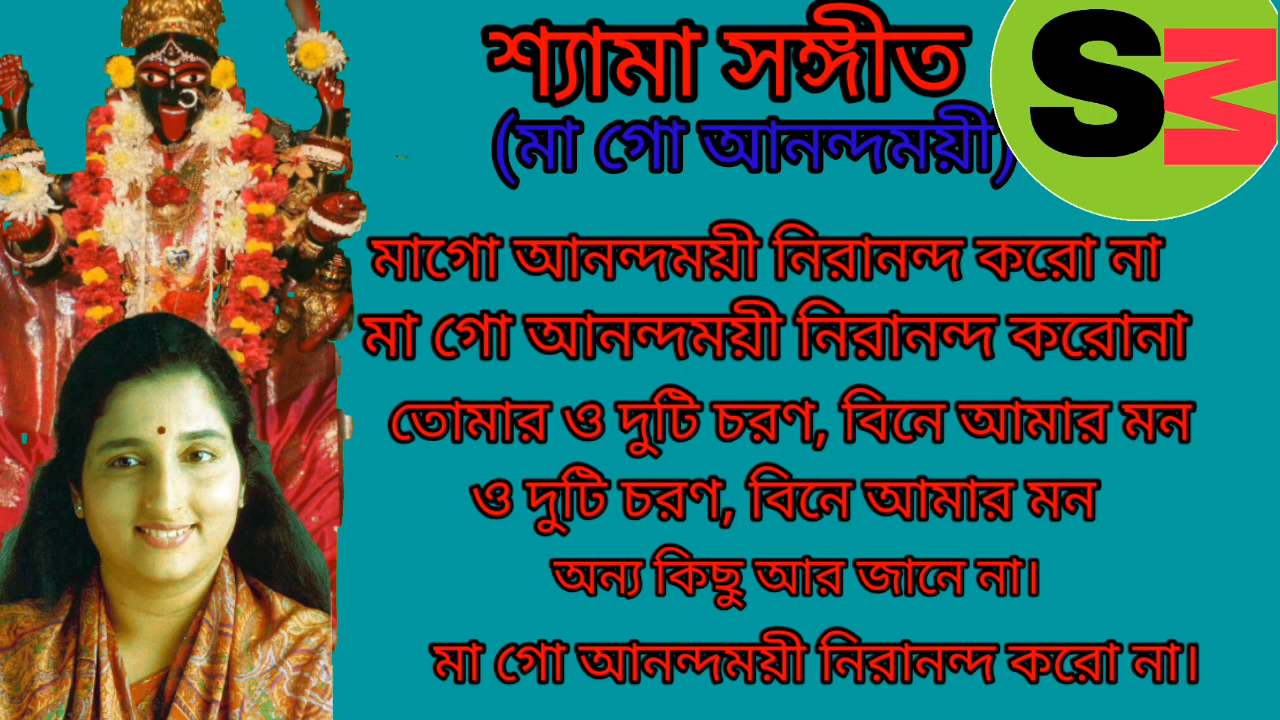 শ্যামা সঙ্গীত
SM
(মা গো আনন্দময়ী)
মাগো আনন্দময়ী নিরানন্দ করো না
মা গো আনন্দময়ী নিরানন্দ করোনা
তোমার ও দুটি চরণ, বিনে আমার মন
ও দুটি চরণ, বিনে আমার মন
অন্য কিছু আর জানে না।
মা গো আনন্দময়ী নিরানন্দ করো না।